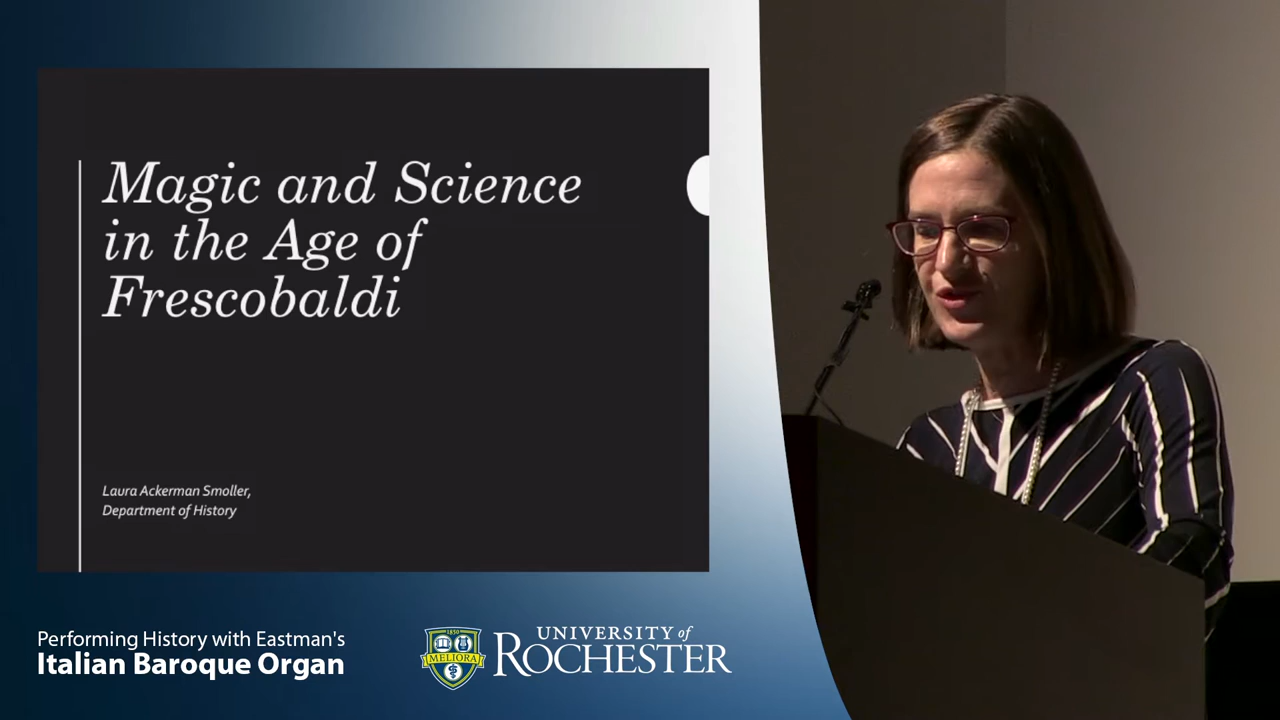 Magic and Science
in the Age of
Frescobaldi
Laura Ackerman Smoller,
Department of History
Performing History with Eastman's
Italian Baroque Organ
1850
MELIORA
UNIVERSITY of
ROCHESTER